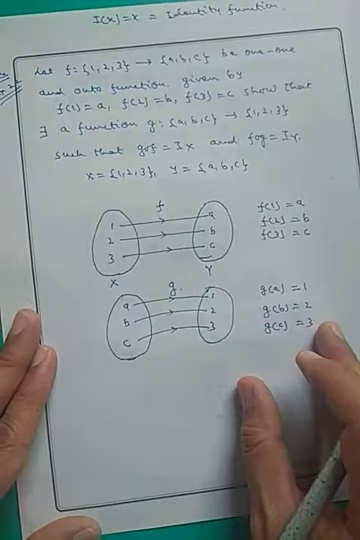 I(x) = x = Identity function.
Let f: {1, 2, 3} → {a, b, c} be one-one
and onto function. given by
f(1) = a, f(2) = b, f(3) = c show that
∃ a function g: {a, b, c} → {1, 2, 3}
such that gof = Ix and fog = Iy.
X = {1, 2, 3}, Y = {a, b, c}
f
1 a
2 b
3 c
X Y
f(1) = a
f(2) = b
f(3) = c
g
a 1
b 2
c 3
g(a) = 1
g(b) = 2
g(c) = 3